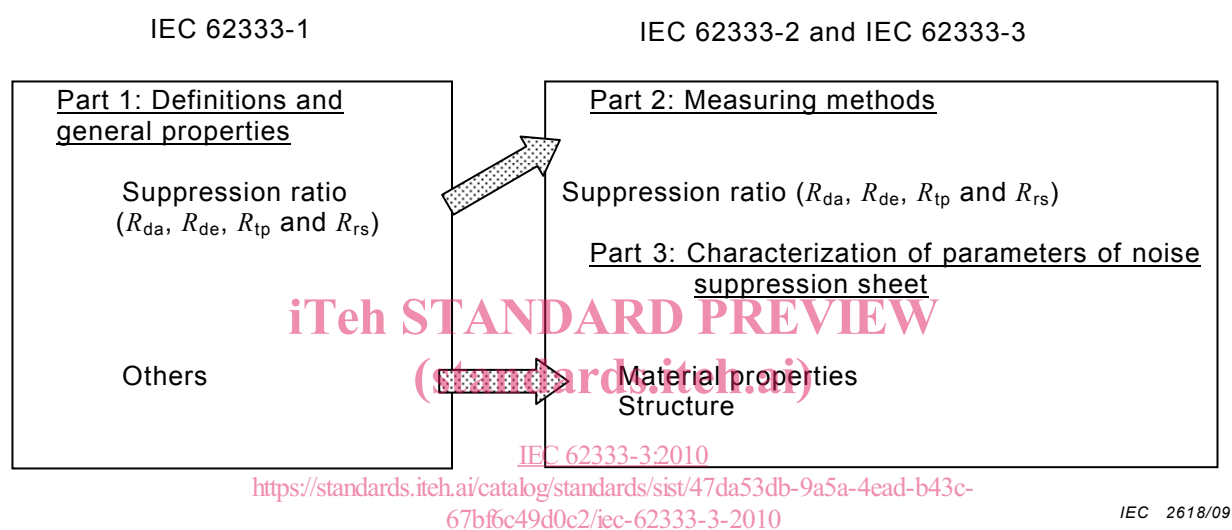 IEC 62333-1
IEC 62333-2 and IEC 62333-3
Part 1: Definitions and
general properties
Suppression ratio
(Rda, Rde, Rtp and Rrs)
Others
Part 2: Measuring methods
Suppression ratio (Rda, Rde, Rtp and Rrs)
Part 3: Characterization of parameters of noise
suppression sheet
Material properties
Structure
iTeh STANDARD PREVIEW
(standards.iteh.ai)
IEC 62333-3:2010
https://standards.iteh.ai/catalog/standards/sist/47da53db-9a5a-4ead-b43c-
67bf6c49d0c2/iec-62333-3-2010
IEC 2618/09